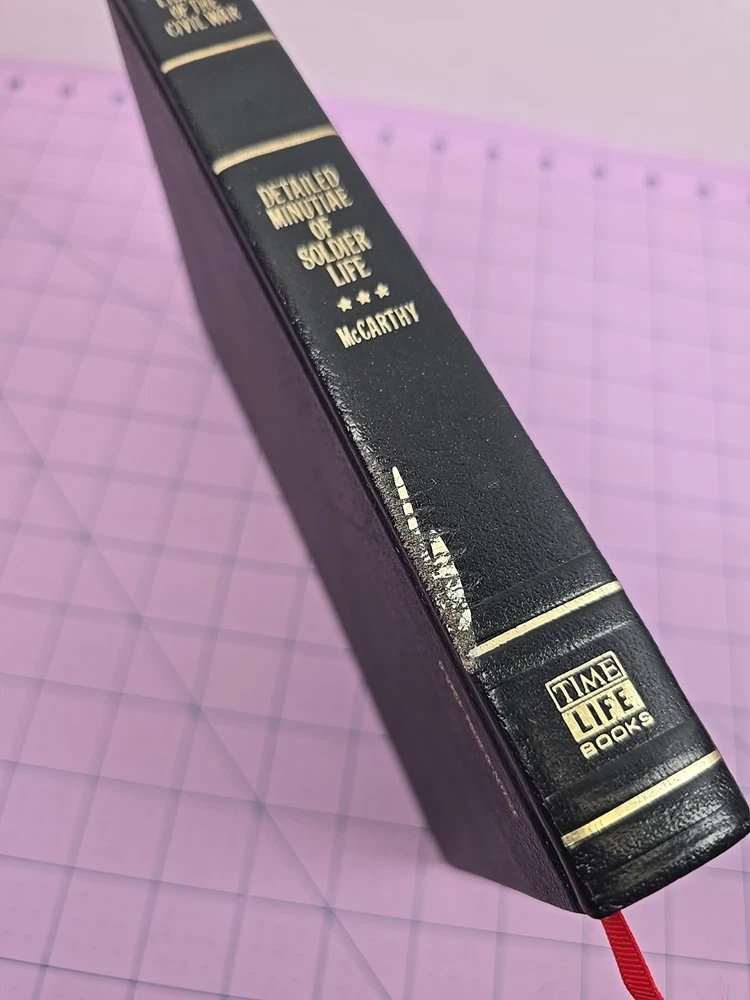 OF THE
CIVIL WAR
DETAILED
MINUTIAE
OF
SOLDIER
LIFE
McCARTHY
TIME
LIFE
BOOKS